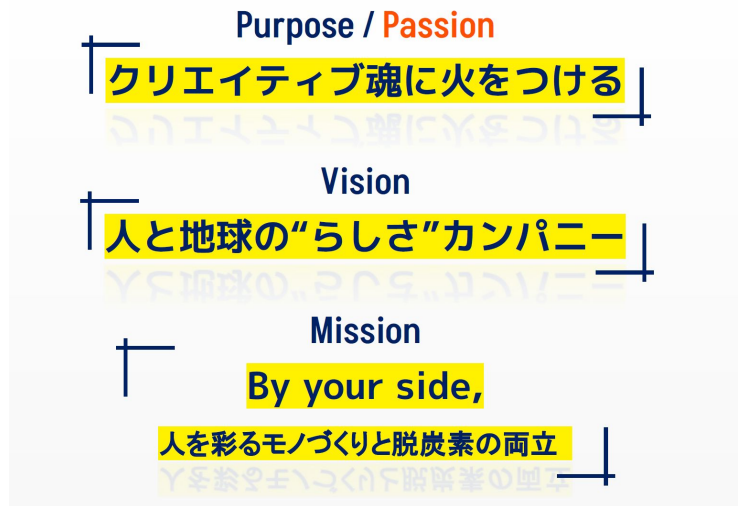 Purpose / Passion
クリエイティブ魂に火をつける
Vision
人と地球の“らしさ”カンパニー
Mission
By your side,
人を彩るモノづくりと脱炭素の両立